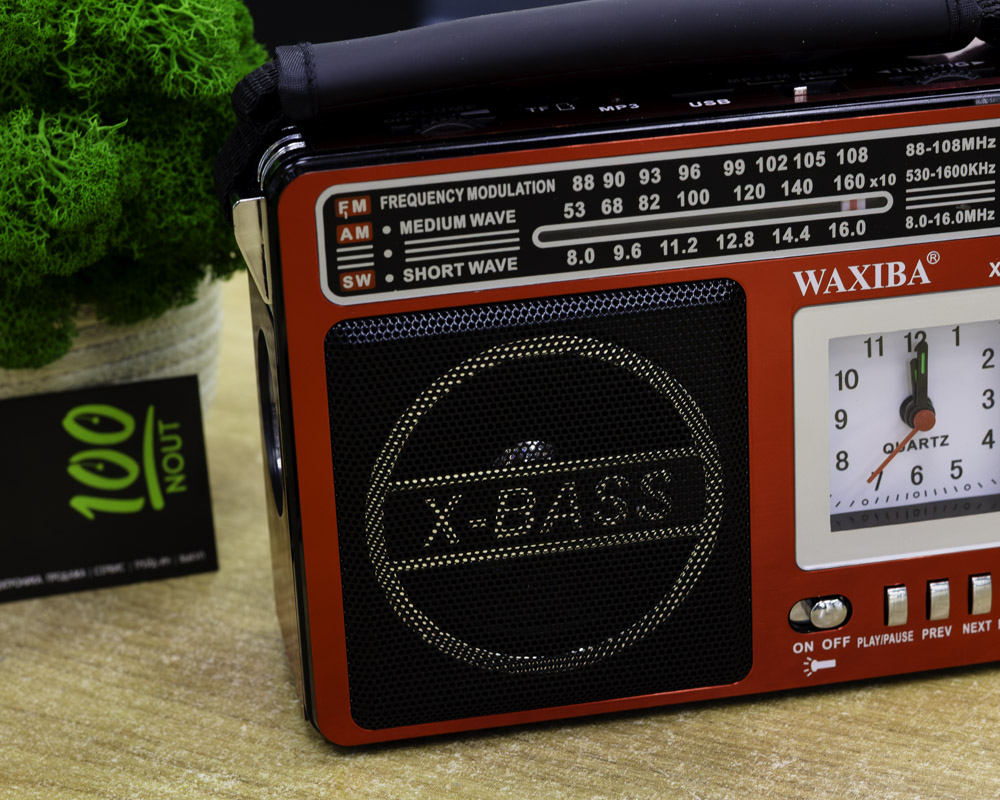 TF MP3 USB
TUNING
FM FREQUENCY MODULATION 88 90 93 96 99 102 105 108 88-108MHz
AM MEDIUM WAVE 53 68 82 100 120 140 160 x10 530-1600KHz
SW SHORT WAVE 8.0 9.6 11.2 12.8 14.4 16.0 8.0-16.0MHz
WAXIBA® X
X-BASS
11 12 1
10 2
9 3
8 4
6 5
QUARTZ
ON OFF PLAY/PAUSE PREV NEXT
100
NOUT